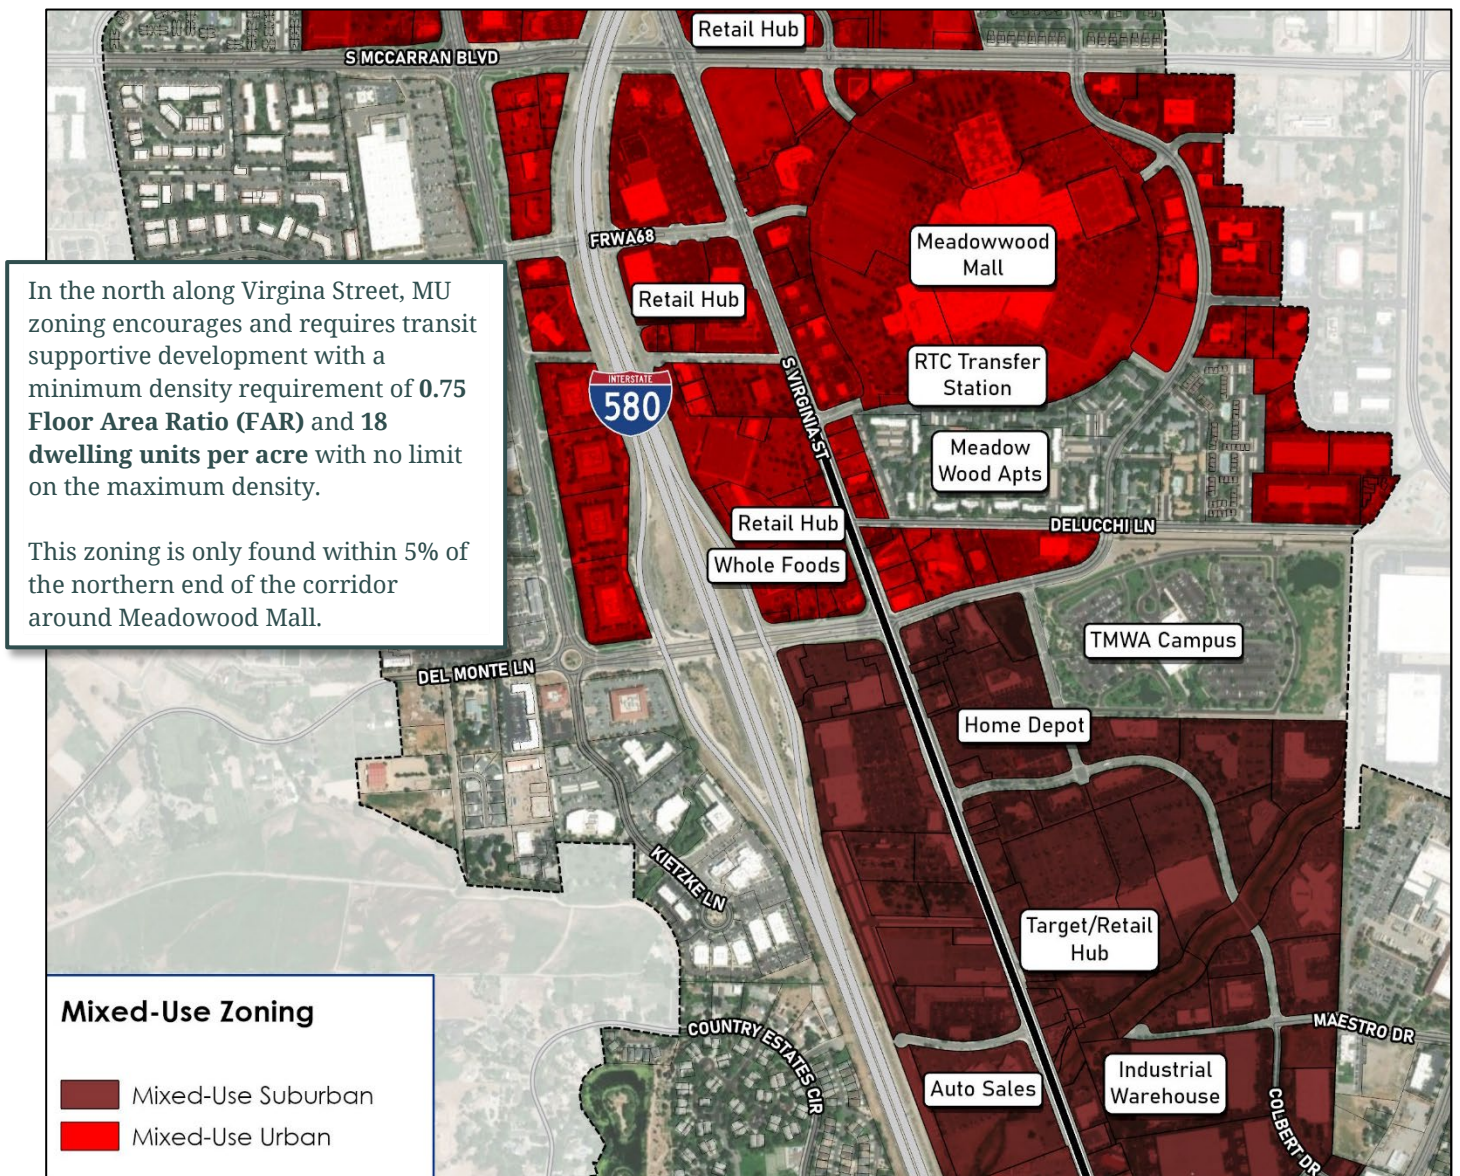 Retail Hub
S MCCARRAN BLVD
FRWA68
Meadowwood
Mall
Retail Hub
In the north along Virgina Street, MU
zoning encourages and requires transit
supportive development with a
minimum density requirement of 0.75
Floor Area Ratio (FAR) and 18
dwelling units per acre with no limit
on the maximum density.
This zoning is only found within 5% of
the northern end of the corridor
around Meadowood Mall.
INTERSTATE
580
S VIRGINIA ST
RTC Transfer
Station
Meadow
Wood Apts
Retail Hub
DELUCCHI LN
Whole Foods
TMWA Campus
DEL MONTE LN
Home Depot
KIETZKE LN
Target/Retail
Hub
MAESTRO DR
COUNTRY ESTATES CIR
Industrial
Warehouse
Auto Sales
COLBERT DR
Mixed-Use Zoning
Mixed-Use Suburban
Mixed-Use Urban